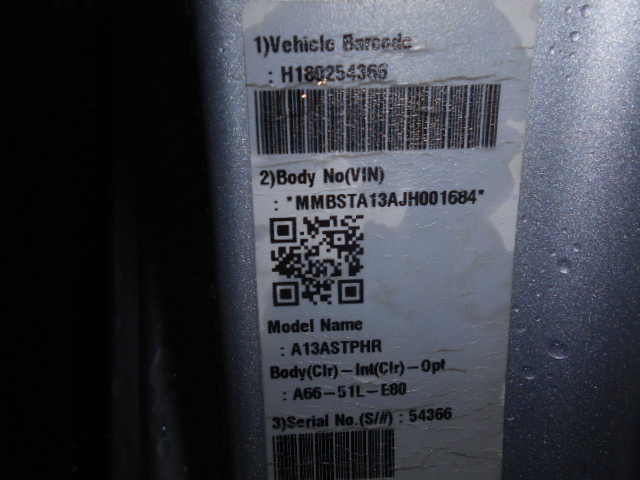 1)Vehicle Barcode
: H180254366
2)Body No(VIN)
: *MMBSTA13AJH001684*
Model Name
: A13ASTPHR
Body(Clr)-Int(Clr)-Opt
: A66-51L-E80
3)Serial No.(S/#) : 54366